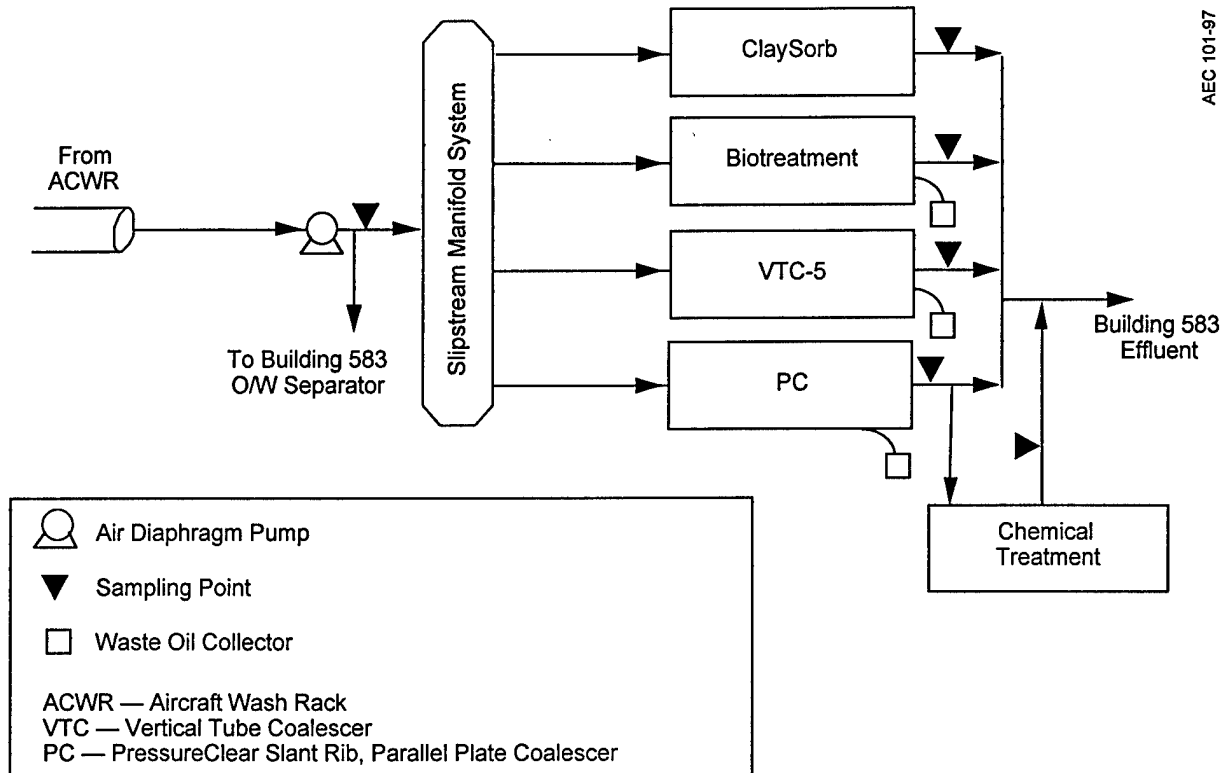 AEC 101-97
From
ACWR
To Building 583
O/W Separator
Slipstream Manifold System
ClaySorb
Biotreatment
VTC-5
PC
Building 583
Effluent
Chemical
Treatment
Air Diaphragm Pump
Sampling Point
Waste Oil Collector
ACWR — Aircraft Wash Rack
VTC — Vertical Tube Coalescer
PC — PressureClear Slant Rib, Parallel Plate Coalescer